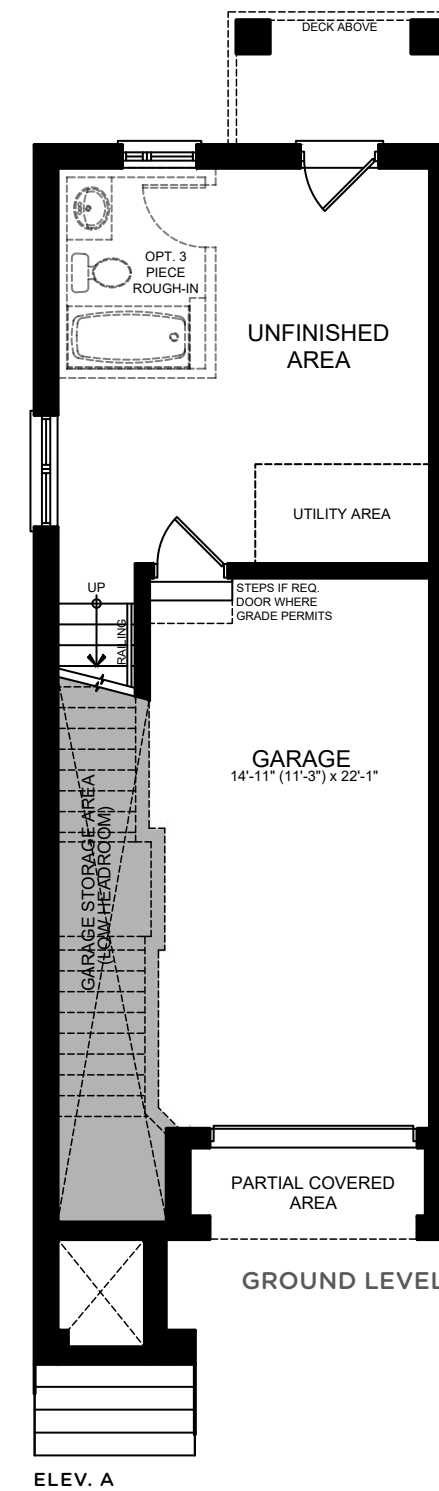 DECK ABOVE
OPT. 3
PIECE
ROUGH-IN
UNFINISHED
AREA
UTILITY AREA
UP
RAILING
STEPS IF REQ.
DOOR WHERE
GRADE PERMITS
GARAGE
14'-11" (11'-3") x 22'-1"
GARAGE STORAGE AREA
(LOW HEADROOM)
PARTIAL COVERED
AREA
GROUND LEVEL
ELEV. A